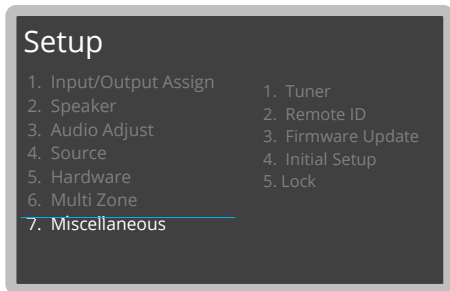 Setup
1. Input/Output Assign
2. Speaker
3. Audio Adjust
4. Source
5. Hardware
6. Multi Zone
7. Miscellaneous
1. Tuner
2. Remote ID
3. Firmware Update
4. Initial Setup
5. Lock